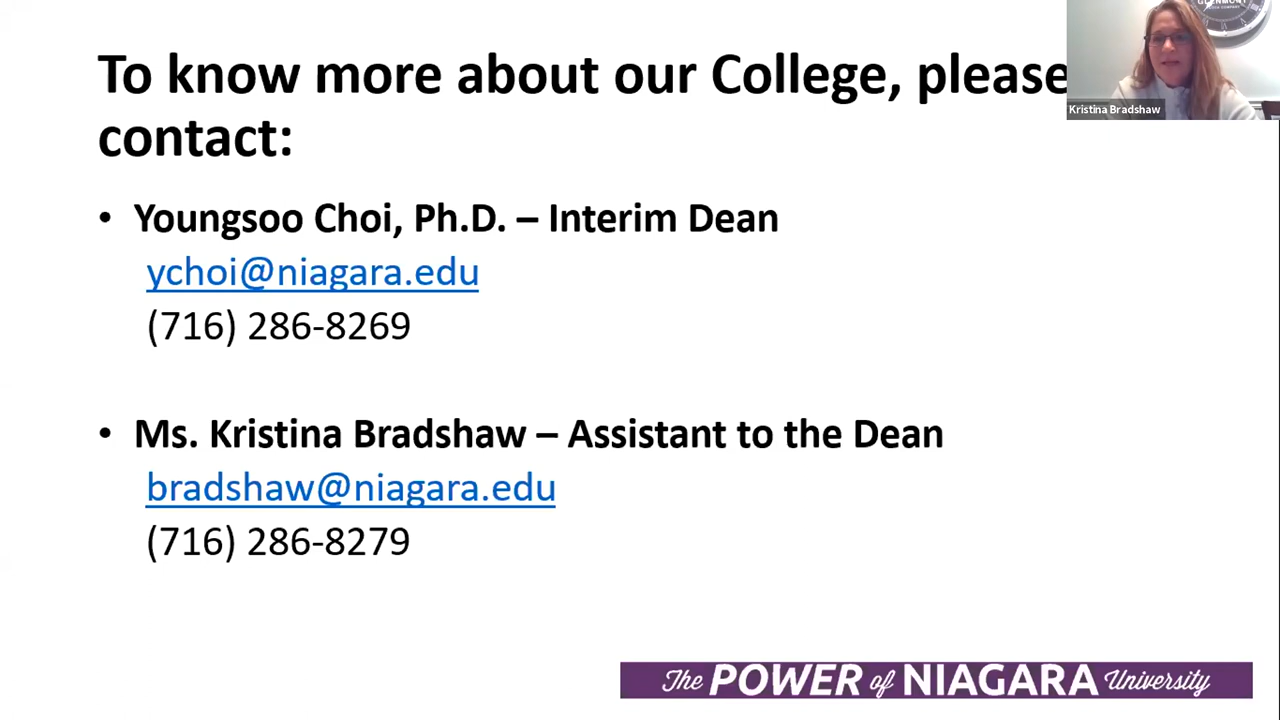 To know more about our College, please
contact:
• Youngsoo Choi, Ph.D. – Interim Dean
ychoi@niagara.edu
(716) 286-8269
• Ms. Kristina Bradshaw – Assistant to the Dean
bradshaw@niagara.edu
(716) 286-8279
The POWER of NIAGARA University
Kristina Bradshaw